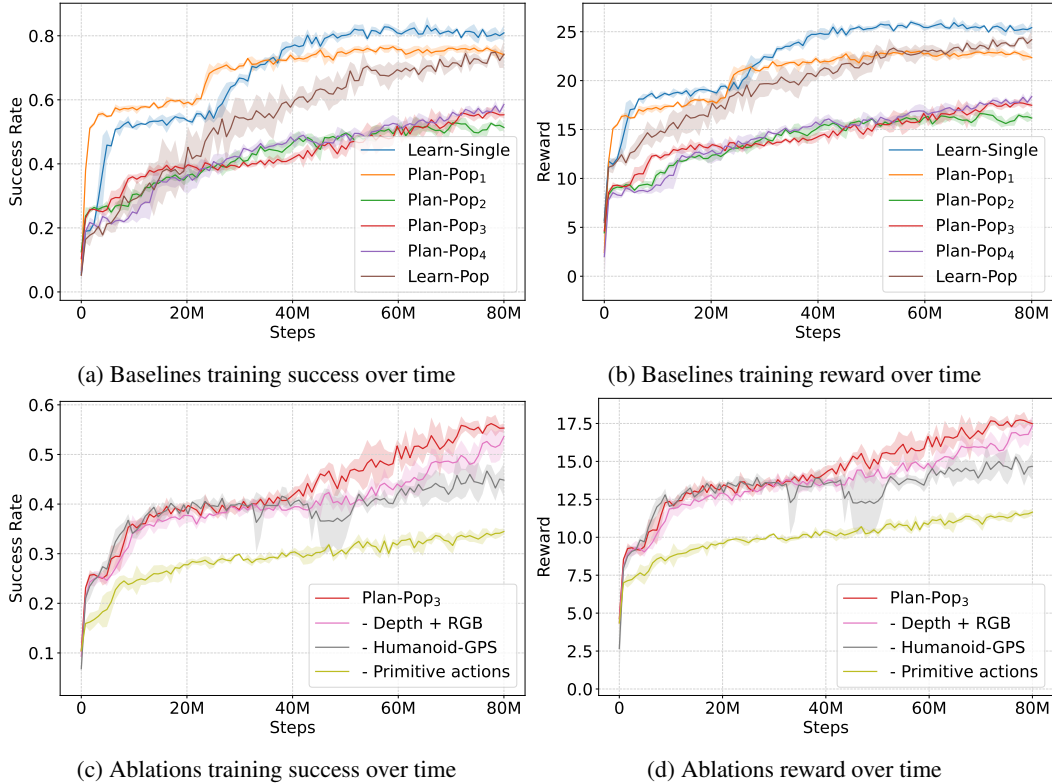 0.8
0.6
0.4
0.2
0.0
Success Rate
0 20M 40M 60M 80M
Steps
Learn-Single
Plan-Pop₁
Plan-Pop₂
Plan-Pop₃
Plan-Pop₄
Learn-Pop
(a) Baselines training success over time
25
20
15
10
5
0
Reward
0 20M 40M 60M 80M
Steps
Learn-Single
Plan-Pop₁
Plan-Pop₂
Plan-Pop₃
Plan-Pop₄
Learn-Pop
(b) Baselines training reward over time
0.6
0.5
0.4
0.3
0.2
0.1
Success Rate
0 20M 40M 60M 80M
Steps
Plan-Pop₃
- Depth + RGB
- Humanoid-GPS
- Primitive actions
(c) Ablations training success over time
17.5
15.0
12.5
10.0
7.5
5.0
2.5
0.0
Reward
0 20M 40M 60M 80M
Steps
Plan-Pop₃
- Depth + RGB
- Humanoid-GPS
- Primitive actions
(d) Ablations reward over time